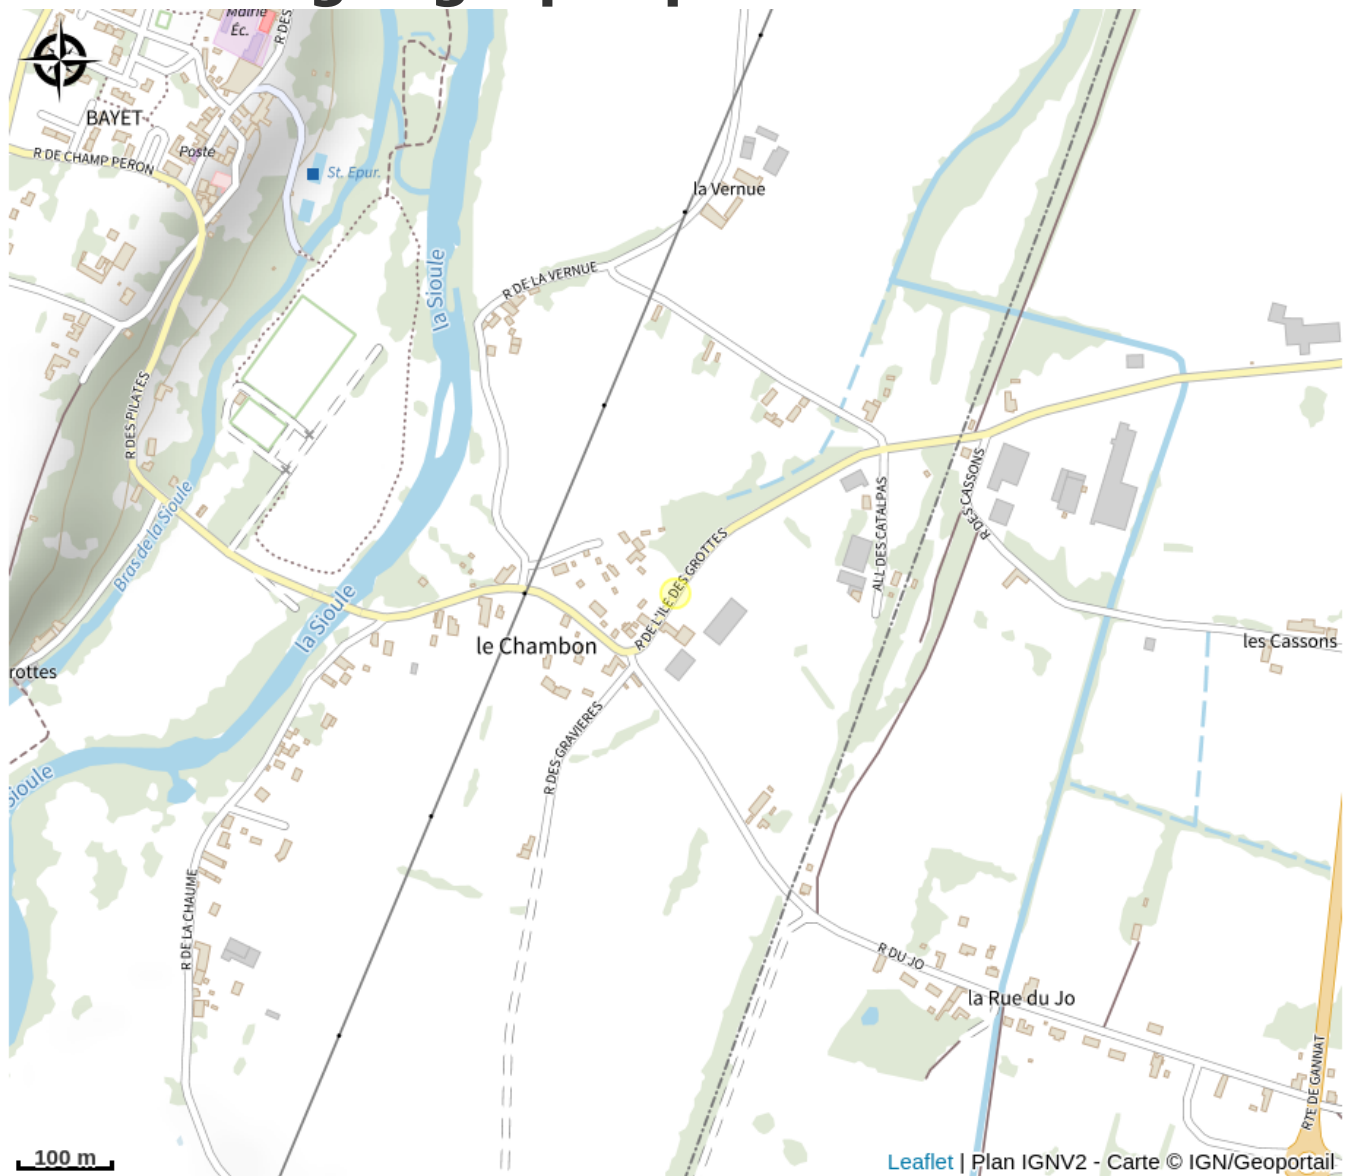 Mairie
Éc.
R DES
BAYET
Poste
R DE CHAMP PERON
St. Epur.
la Vernue
la Sioule
R DE LA VERNUE
R DES PILATES
Bras de la Sioule
R DES CASSONS
ALL DES CATALPAS
R DE L'ILE DES GROTTES
la Sioule
le Chambon
les Cassons
rottes
R DES GRAVIERES
Sioule
R DE LA CHAUME
R DU JO
la Rue du Jo
RTE DE GANNAT
100 m
Leaflet | Plan IGNV2 - Carte © IGN/Geoportail